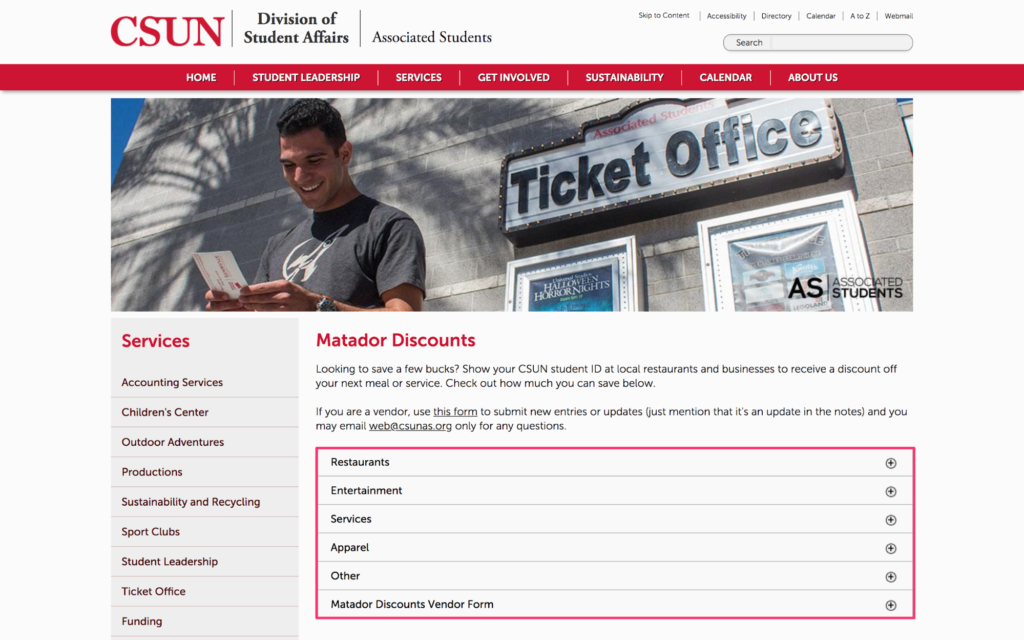 CSUN
Division of
Student Affairs
Associated Students
Skip to Content
Accessibility
Directory
Calendar
A to Z
Webmail
Search
HOME
STUDENT LEADERSHIP
SERVICES
GET INVOLVED
SUSTAINABILITY
CALENDAR
ABOUT US
Associated Students
Ticket Office
Universal Studios
HALLOWEEN
HORROR NIGHTS
LEGOLAND
AS ASSOCIATED
STUDENTS
Services
Accounting Services
Children's Center
Outdoor Adventures
Productions
Sustainability and Recycling
Sport Clubs
Student Leadership
Ticket Office
Funding
Matador Discounts
Looking to save a few bucks? Show your CSUN student ID at local restaurants and businesses to receive a discount off
your next meal or service. Check out how much you can save below.
If you are a vendor, use this form to submit new entries or updates (just mention that it's an update in the notes) and you
may email web@csunas.org only for any questions.
Restaurants
Entertainment
Services
Apparel
Other
Matador Discounts Vendor Form